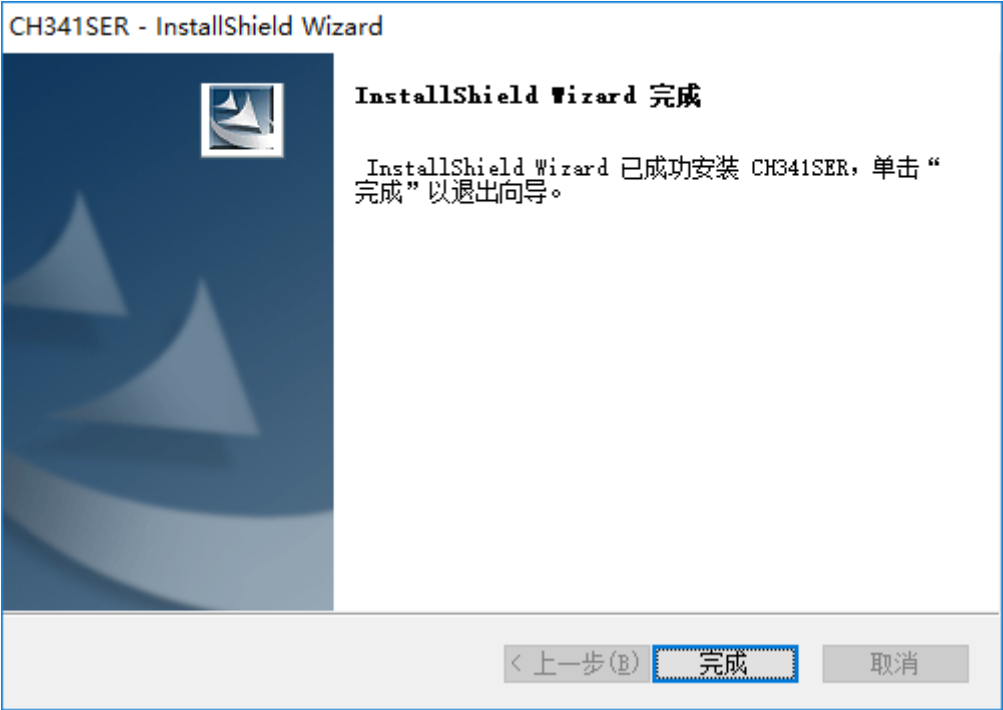 CH341SER - InstallShield Wizard
InstallShield Wizard 完成
InstallShield Wizard 已成功安装 CH341SER，单击“
完成”以退出向导。
< 上一步(B)
完成
取消